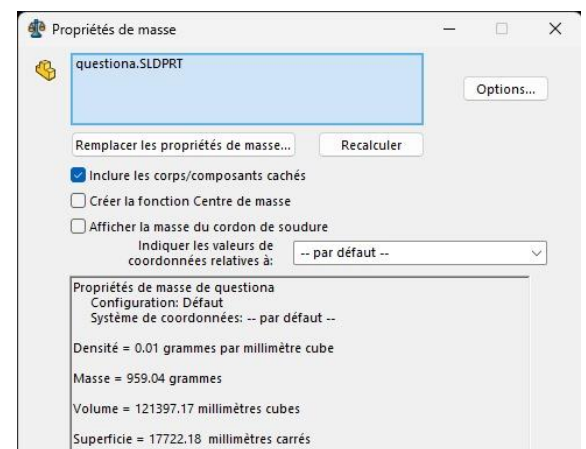 Propriétés de masse
questiona.SLDPRT
Options...
Remplacer les propriétés de masse...
Recalculer
Inclure les corps/composants cachés
Créer la fonction Centre de masse
Afficher la masse du cordon de soudure
Indiquer les valeurs de
coordonnées relatives à:
-- par défaut --
Propriétés de masse de questiona
Configuration: Défaut
Système de coordonnées: -- par défaut --
Densité = 0.01 grammes par millimètre cube
Masse = 959.04 grammes
Volume = 121397.17 millimètres cubes
Superficie = 17722.18 millimètres carrés